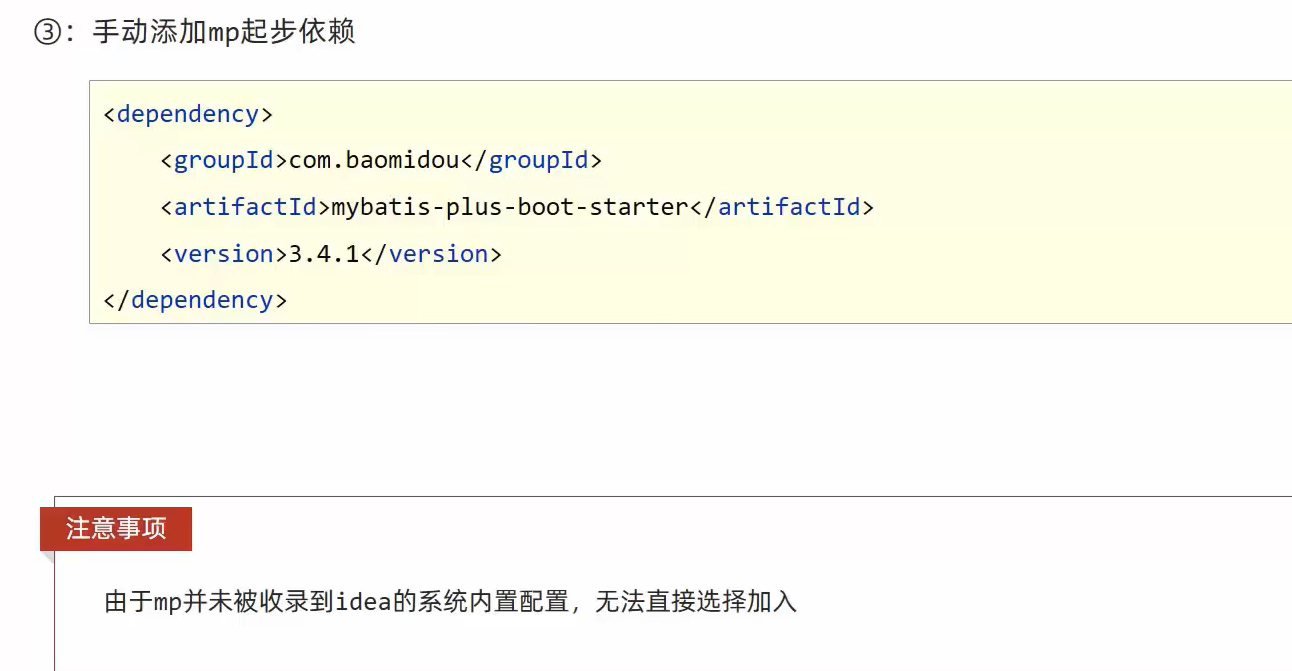 ③：手动添加mp起步依赖
<dependency>
    <groupId>com.baomidou</groupId>
    <artifactId>mybatis-plus-boot-starter</artifactId>
    <version>3.4.1</version>
</dependency>
注意事项
由于mp并未被收录到idea的系统内置配置，无法直接选择加入